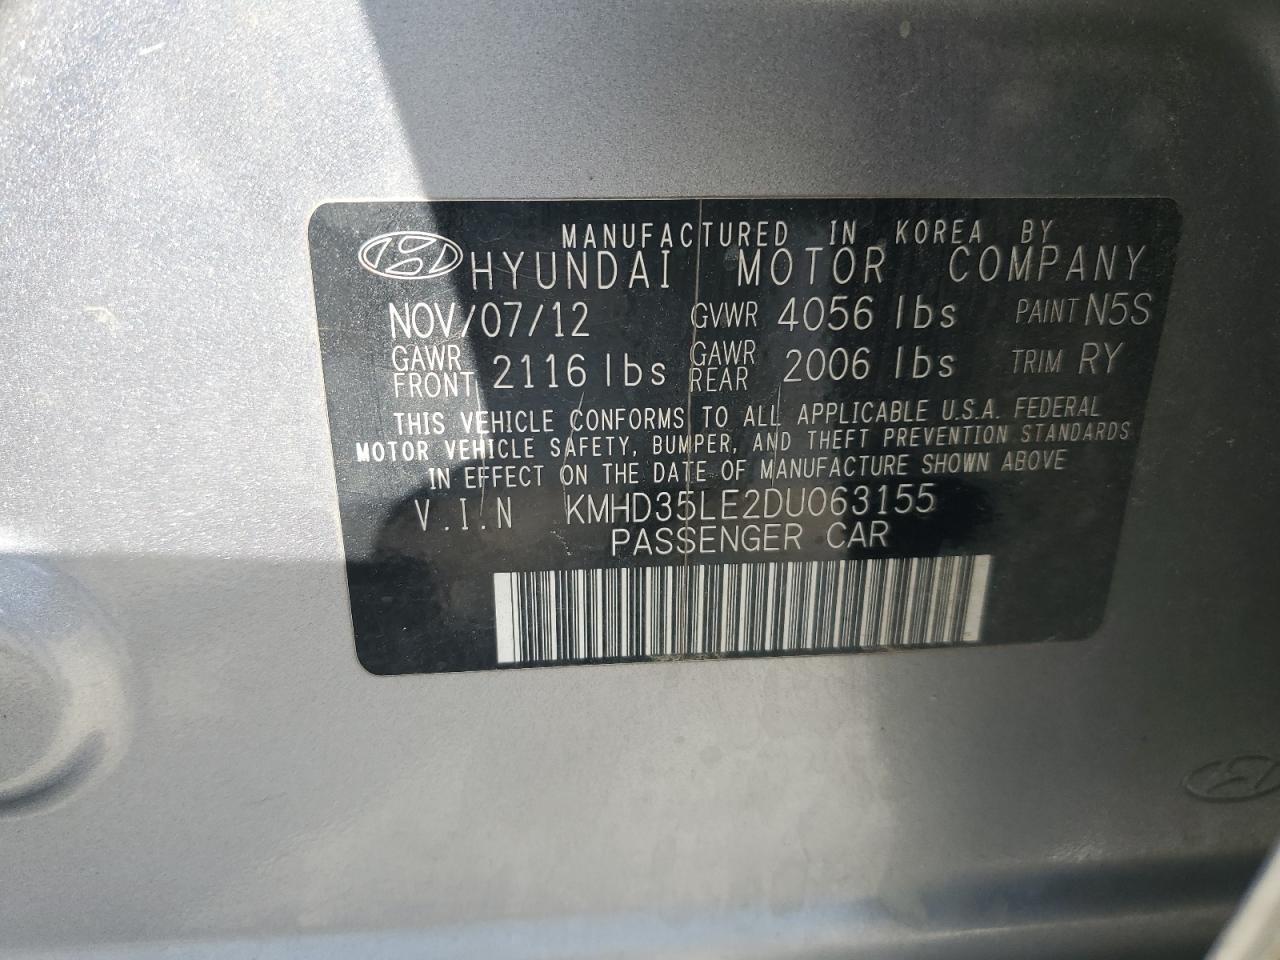 MANUFACTURED IN KOREA BY
HYUNDAI MOTOR COMPANY
NOV/07/12 GVWR 4056 lbs PAINT N5S
GAWR FRONT 2116 lbs GAWR REAR 2006 lbs TRIM RY
THIS VEHICLE CONFORMS TO ALL APPLICABLE U.S.A. FEDERAL
MOTOR VEHICLE SAFETY, BUMPER, AND THEFT PREVENTION STANDARDS
IN EFFECT ON THE DATE OF MANUFACTURE SHOWN ABOVE
V.I.N KMHD35LE2DU063155
PASSENGER CAR